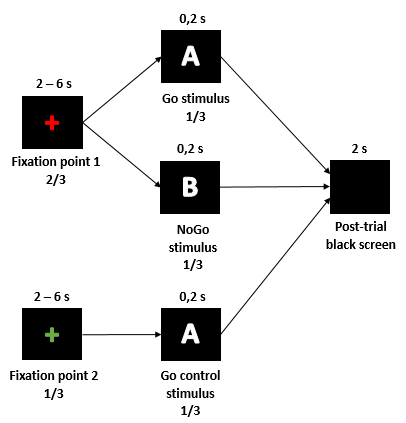 0,2 s
A
Go stimulus
1/3
2 – 6 s
+
Fixation point 1
2/3
0,2 s
B
NoGo
stimulus
1/3
2 s
Post-trial
black screen
2 – 6 s
+
Fixation point 2
1/3
0,2 s
A
Go control
stimulus
1/3